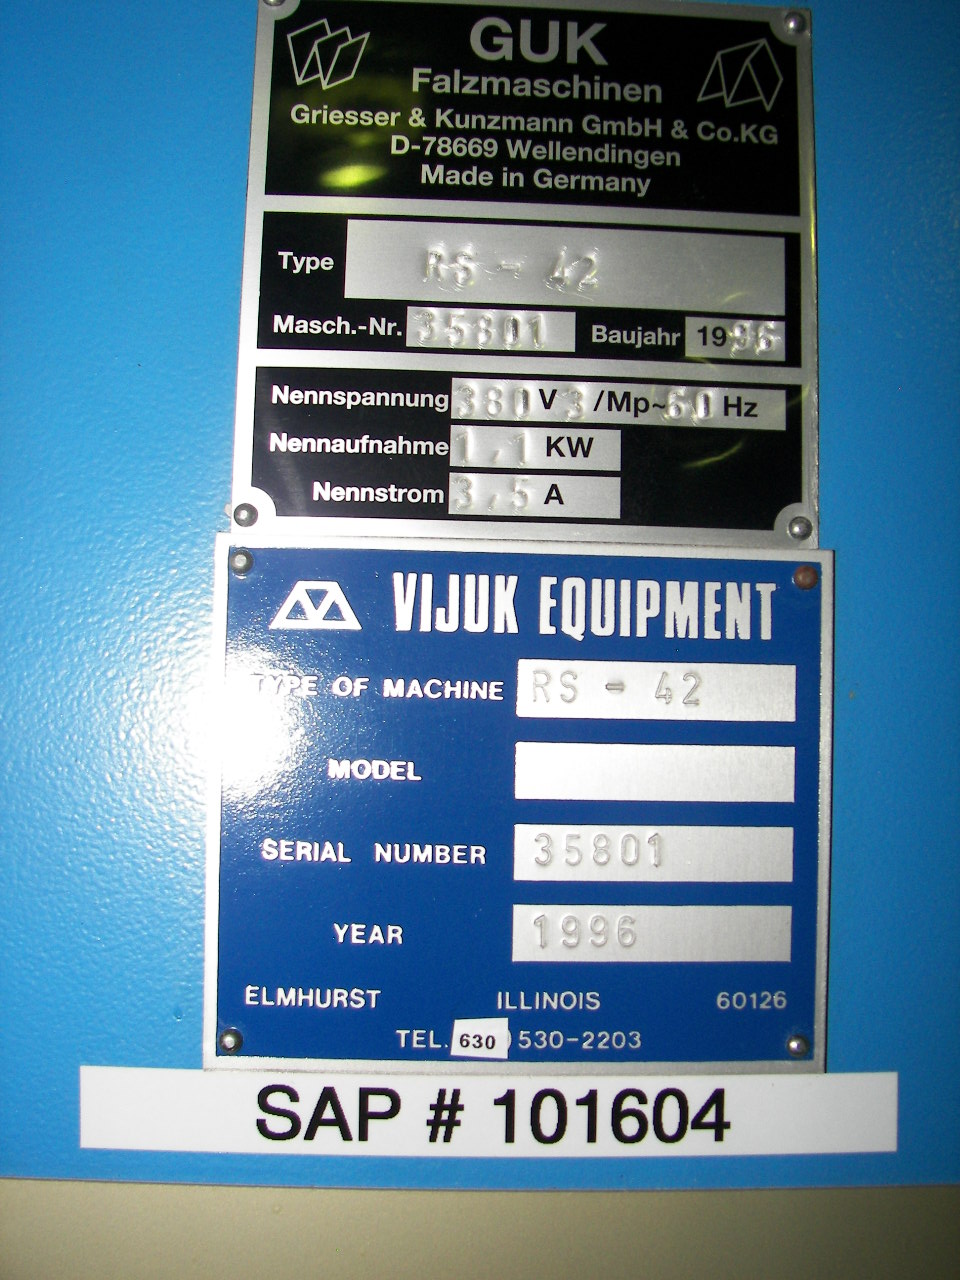 GUK
Falzmaschinen
Griesser & Kunzmann GmbH & Co.KG
D-78669 Wellendingen
Made in Germany
Type RS - 42
Masch.-Nr. 35801 Baujahr 1996
Nennspannung 380 V 3 /Mp~60 Hz
Nennaufnahme 1,1 KW
Nennstrom 3,5 A
VIJUK EQUIPMENT
TYPE OF MACHINE RS - 42
MODEL
SERIAL NUMBER 35801
YEAR 1996
ELMHURST ILLINOIS 60126
TEL. 630 ) 530-2203
SAP # 101604